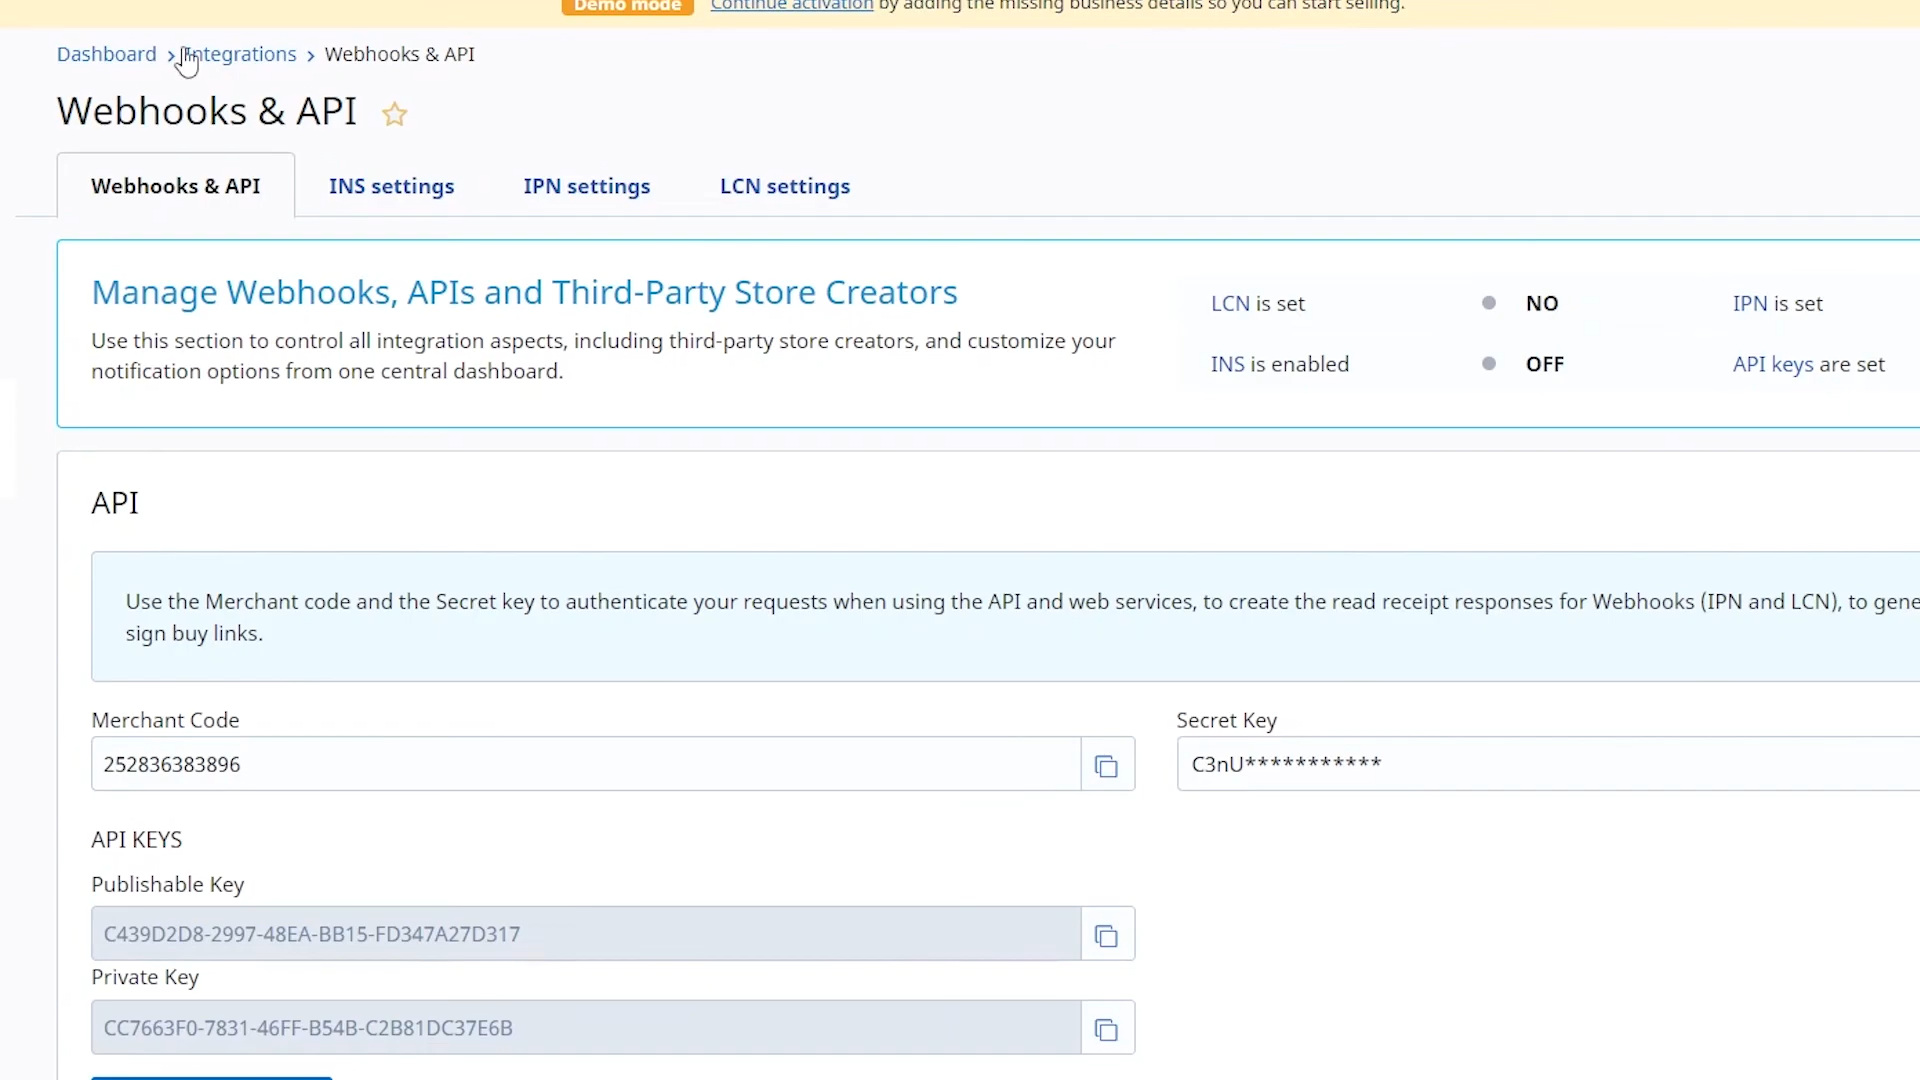 Demo mode Continue activation by adding the missing business details so you can start selling.
Dashboard › Integrations › Webhooks & API
Webhooks & API
Webhooks & API INS settings IPN settings LCN settings
Manage Webhooks, APIs and Third-Party Store Creators
Use this section to control all integration aspects, including third-party store creators, and customize your
notification options from one central dashboard.
LCN is set NO IPN is set
INS is enabled OFF API keys are set
API
Use the Merchant code and the Secret key to authenticate your requests when using the API and web services, to create the read receipt responses for Webhooks (IPN and LCN), to gene
sign buy links.
Merchant Code Secret Key
252836383896 C3nU***********
API KEYS
Publishable Key
C439D2D8-2997-48EA-BB15-FD347A27D317
Private Key
CC7663F0-7831-46FF-B54B-C2B81DC37E6B